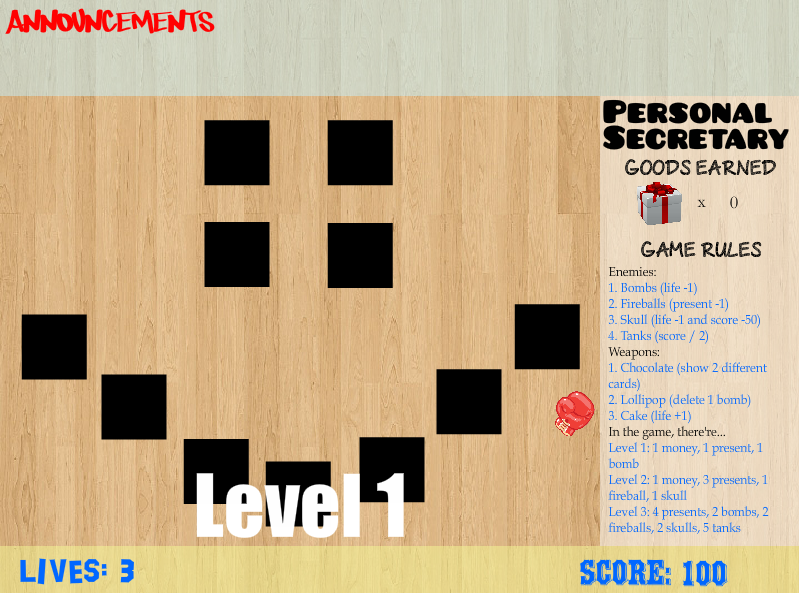 ANNOUNCEMENTS
PERSONAL
SECRETARY
GOODS EARNED
x 0
GAME RULES
Enemies:
1. Bombs (life -1)
2. Fireballs (present -1)
3. Skull (life -1 and score -50)
4. Tanks (score / 2)
Weapons:
1. Chocolate (show 2 different
cards)
2. Lollipop (delete 1 bomb)
3. Cake (life +1)
In the game, there're...
Level 1: 1 money, 1 present, 1
bomb
Level 2: 1 money, 3 presents, 1
fireball, 1 skull
Level 3: 4 presents, 2 bombs, 2
fireballs, 2 skulls, 5 tanks
Level 1
LIVES: 3
SCORE: 100